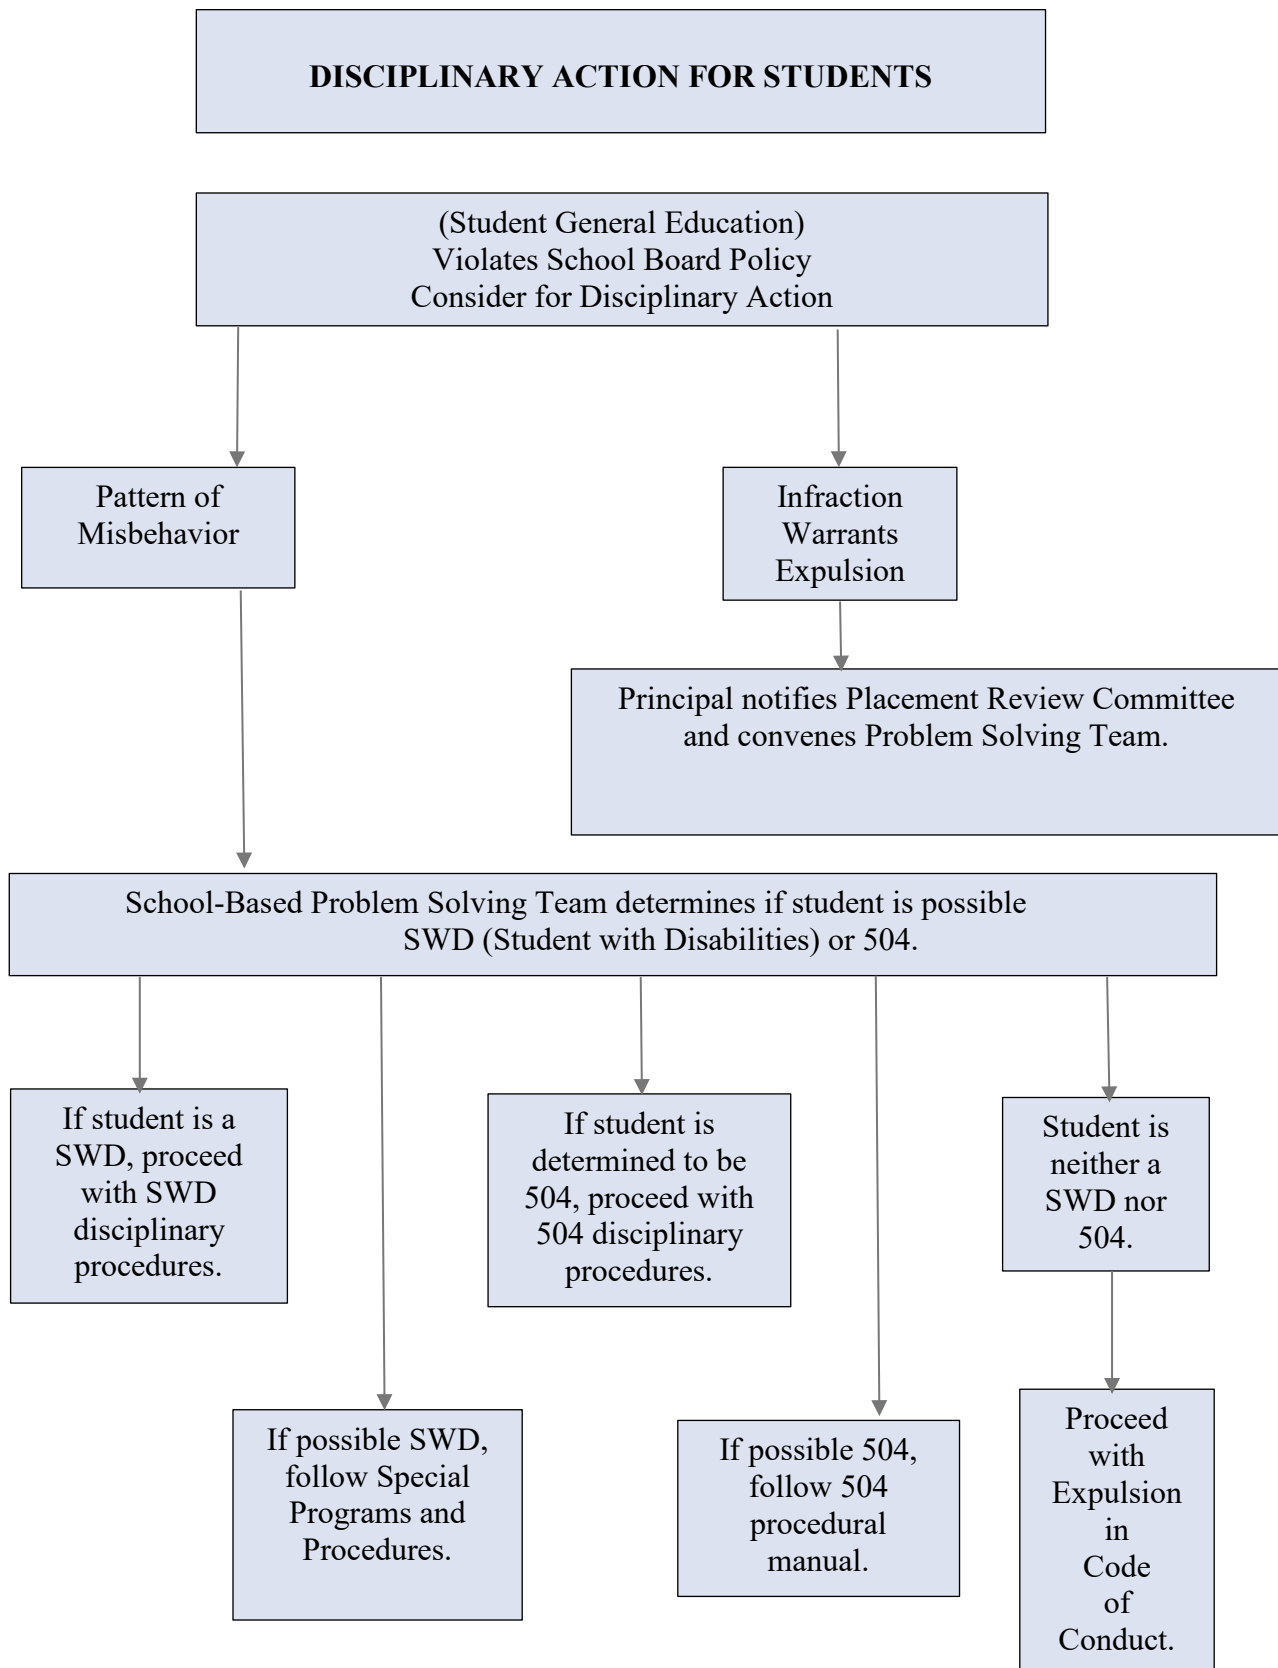 DISCIPLINARY ACTION FOR STUDENTS
(Student General Education)
Violates School Board Policy
Consider for Disciplinary Action
Pattern of
Misbehavior
Infraction
Warrants
Expulsion
Principal notifies Placement Review Committee
and convenes Problem Solving Team.
School-Based Problem Solving Team determines if student is possible
SWD (Student with Disabilities) or 504.
If student is a
SWD, proceed
with SWD
disciplinary
procedures.
If student is
determined to be
504, proceed with
504 disciplinary
procedures.
Student is
neither a
SWD nor
504.
If possible SWD,
follow Special
Programs and
Procedures.
If possible 504,
follow 504
procedural
manual.
Proceed
with
Expulsion
in
Code
of
Conduct.